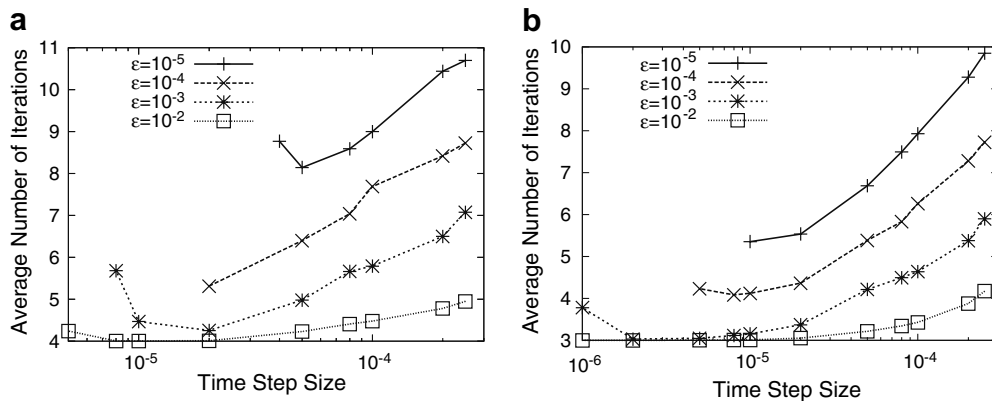 a
Average Number of Iterations
11
10
9
8
7
6
5
4
ε=10-5
ε=10-4
ε=10-3
ε=10-2
10-5
10-4
Time Step Size
b
Average Number of Iterations
10
9
8
7
6
5
4
3
ε=10-5
ε=10-4
ε=10-3
ε=10-2
10-6
10-5
10-4
Time Step Size